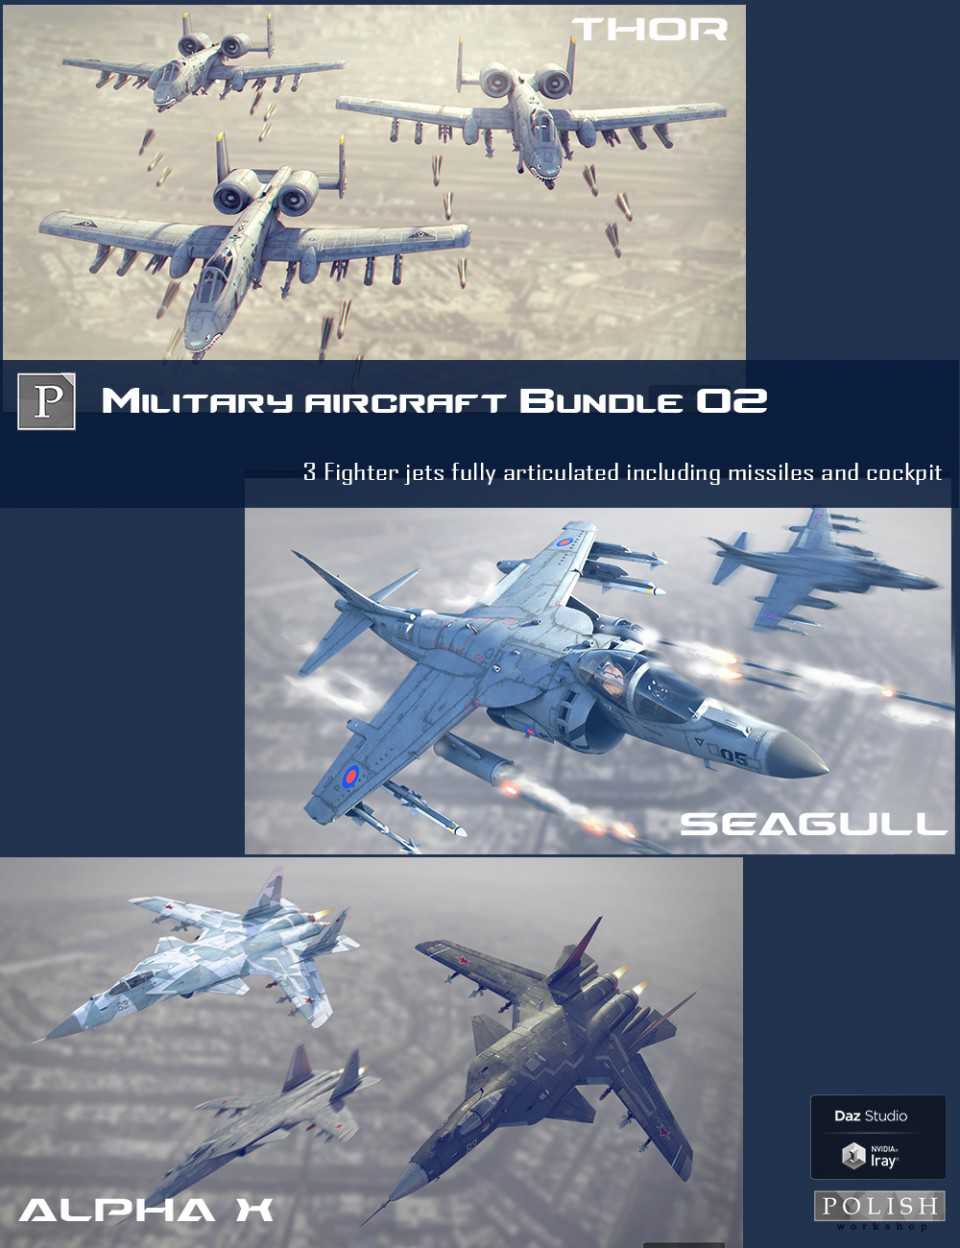 THOR
P
Military aircraft Bundle 02
3 Fighter jets fully articulated including missiles and cockpit
05
SEAGULL
ALPHA X
Daz Studio
NVIDIA
Iray
POLISH
workshop